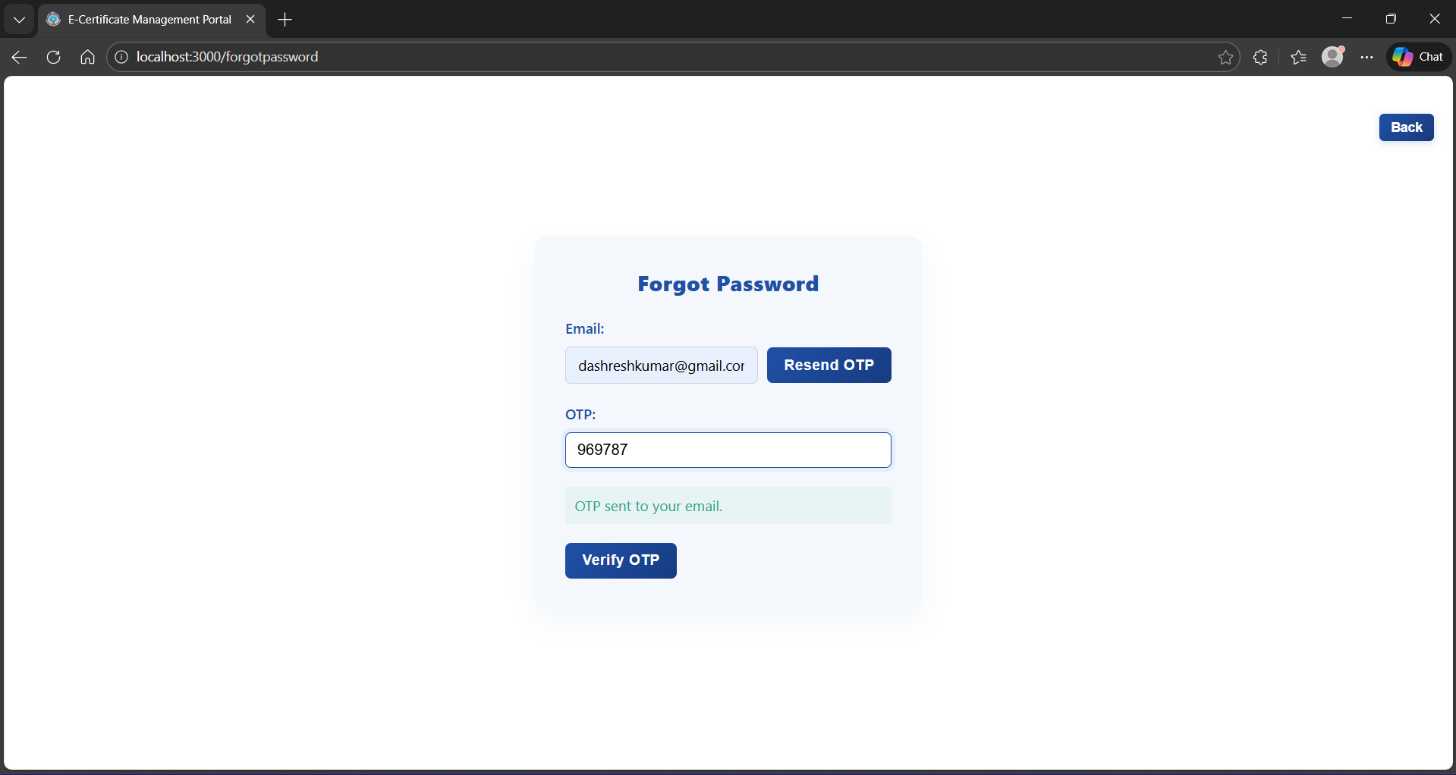 E-Certificate Management Portal
localhost:3000/forgotpassword
Chat
Back
Forgot Password
Email:
dashreshkumar@gmail.cor
Resend OTP
OTP:
969787
OTP sent to your email.
Verify OTP